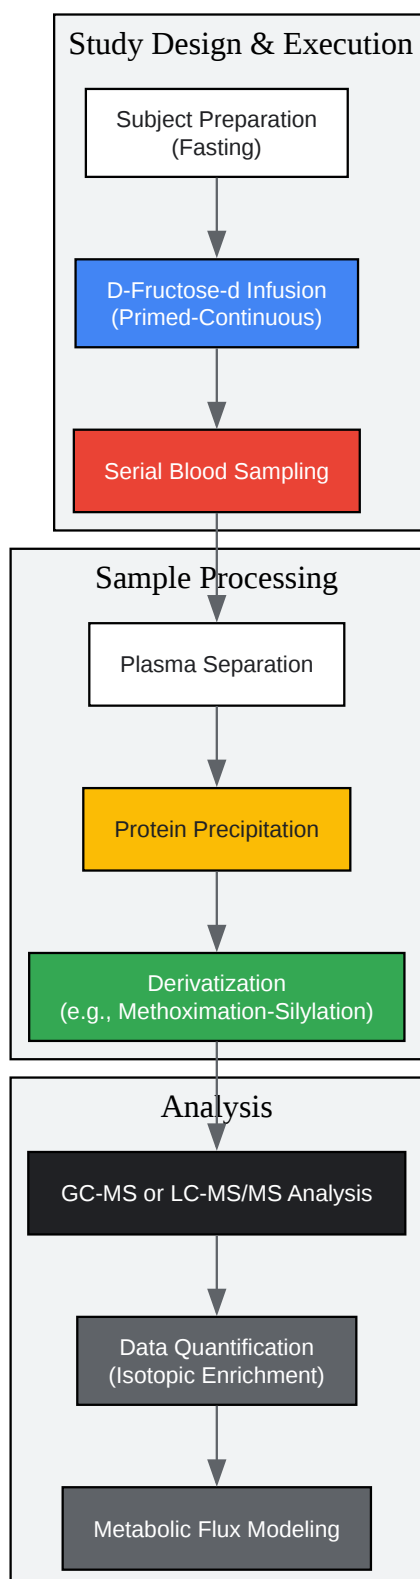 Study Design & Execution
Subject Preparation
(Fasting)
D-Fructose-d Infusion
(Primed-Continuous)
Serial Blood Sampling
Sample Processing
Plasma Separation
Protein Precipitation
Derivatization
(e.g., Methoximation-Silylation)
Analysis
GC-MS or LC-MS/MS Analysis
Data Quantification
(Isotopic Enrichment)
Metabolic Flux Modeling